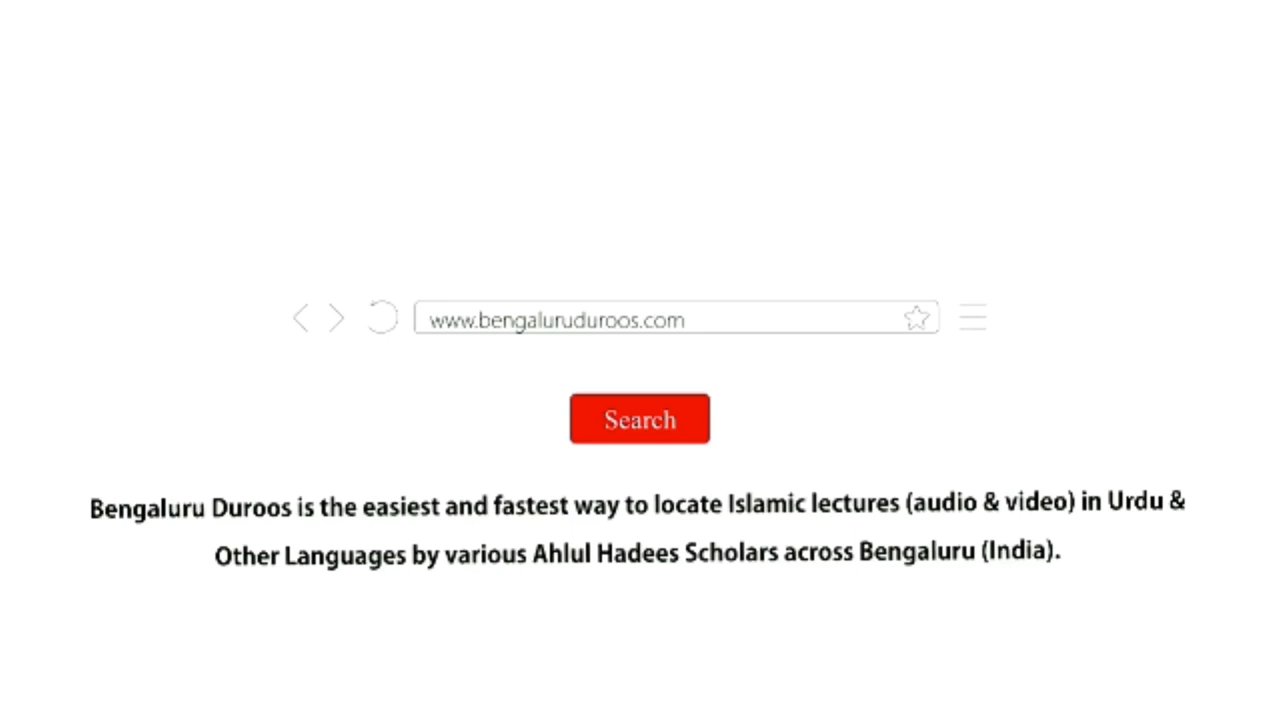 www.bengaluruduroos.com
Search
Bengaluru Duroos is the easiest and fastest way to locate Islamic lectures (audio & video) in Urdu &
Other Languages by various Ahlul Hadees Scholars across Bengaluru (India).